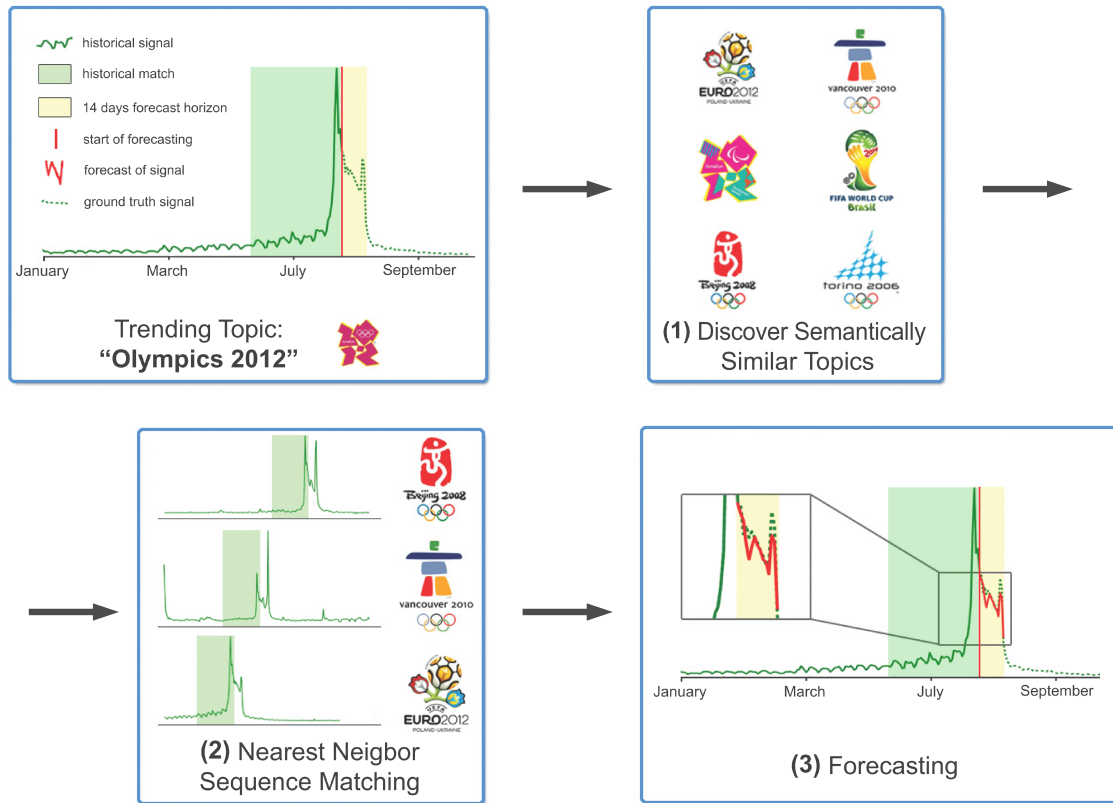 historical signal
historical match
14 days forecast horizon
start of forecasting
forecast of signal
ground truth signal
January March July September
Trending Topic:
“Olympics 2012”
UEFA
EURO2012
POLAND-UKRAINE
vancouver 2010
2014
FIFA WORLD CUP
Brasil
Beijing 2008
torino 2006
(1) Discover Semantically
Similar Topics
Beijing 2008
vancouver 2010
UEFA
EURO2012
POLAND-UKRAINE
(2) Nearest Neigbor
Sequence Matching
January March July September
(3) Forecasting